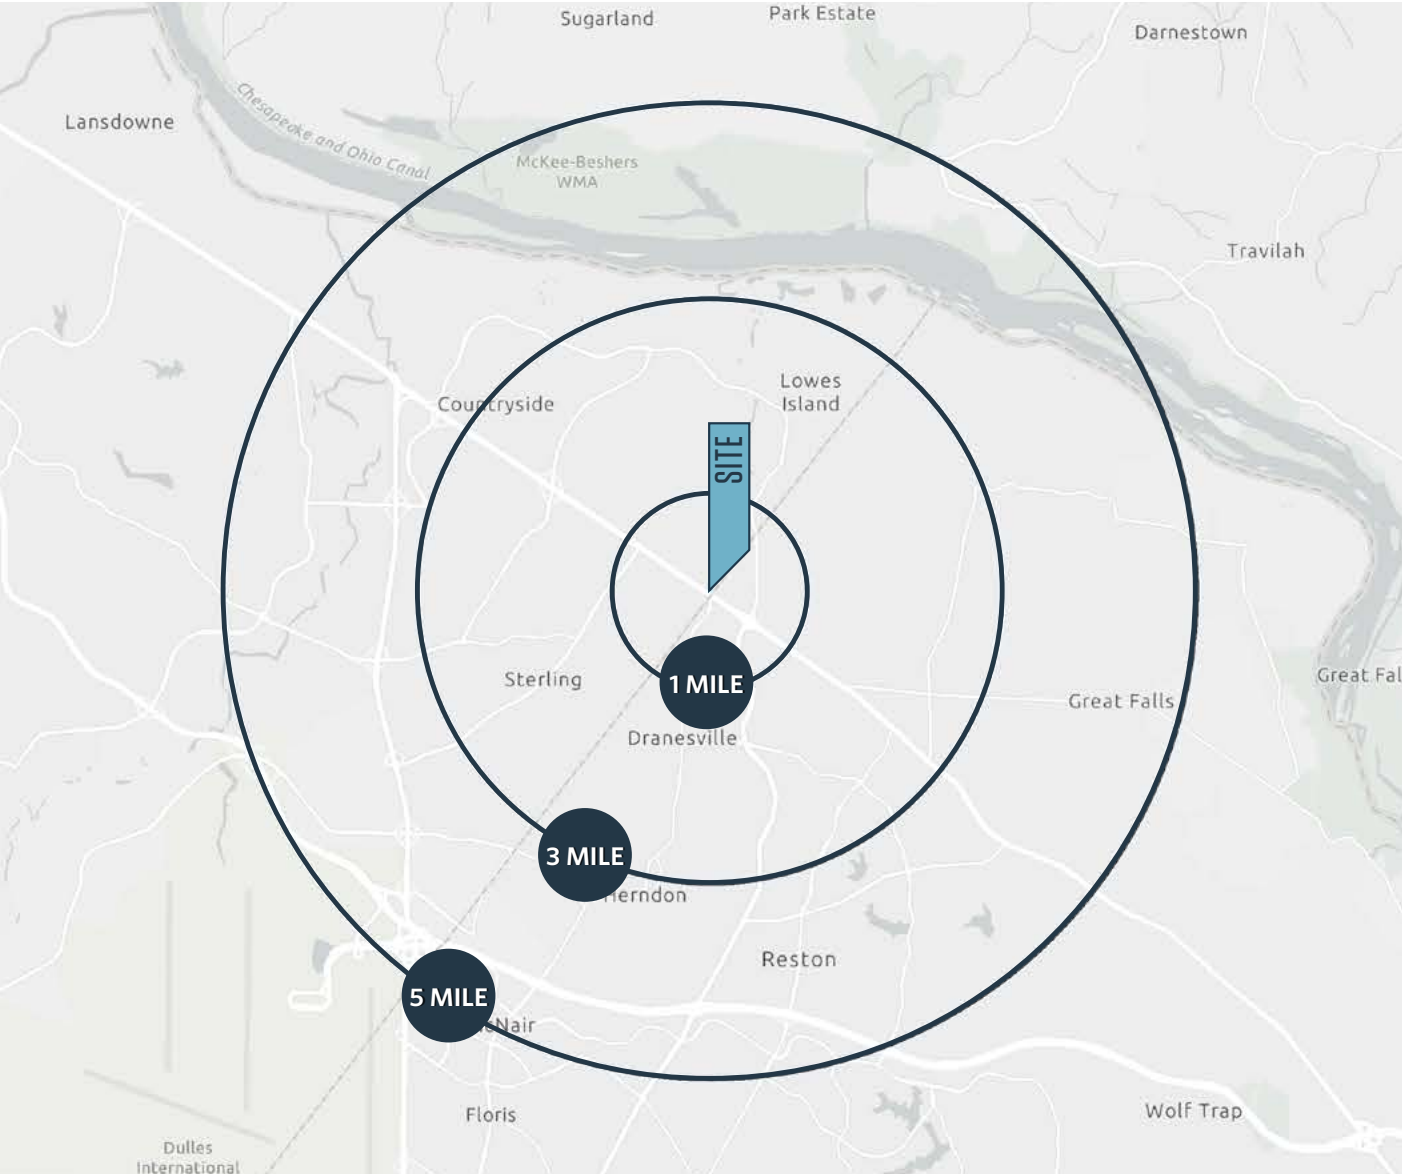 Sugarland
Park Estate
Darnestown
Lansdowne
Chesapeake and Ohio Canal
McKee-Beshers
WMA
Travilah
Lowes
Island
Countryside
SITE
Sterling
1 MILE
Great Falls
Great Fal
Dranesville
3 MILE
Herndon
Reston
5 MILE
cNair
Floris
Wolf Trap
Dulles
International